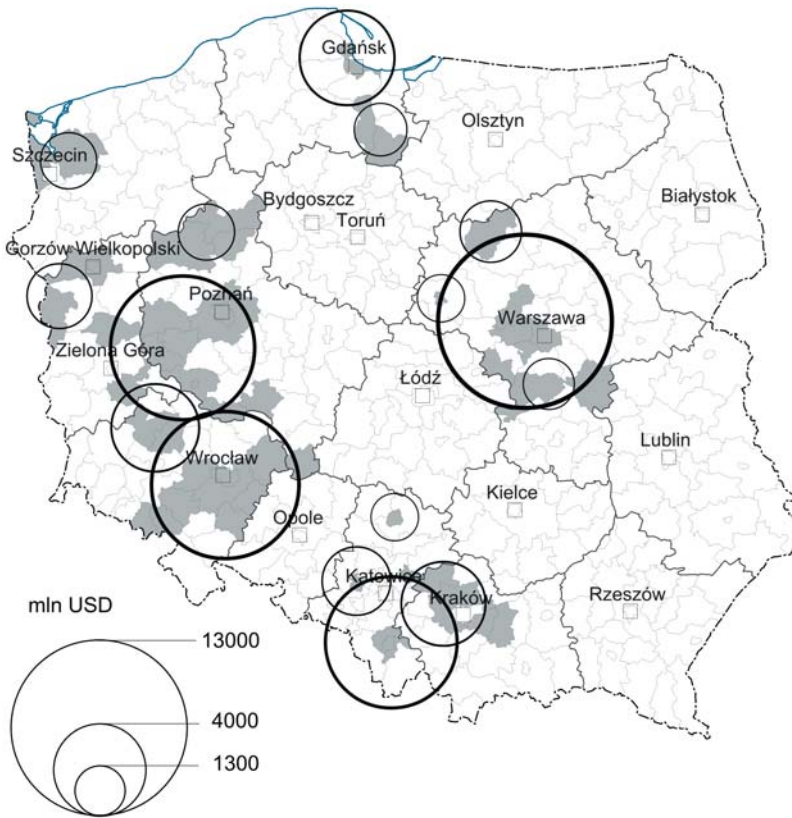 Gdańsk
Olsztyn
Szczecin
Białystok
Bydgoszcz
Toruń
Gorzów Wielkopolski
Poznań
Warszawa
Zielona Góra
Łódź
Lublin
Wrocław
Kielce
Opole
Katowice
Kraków
Rzeszów
mln USD
13000
4000
1300